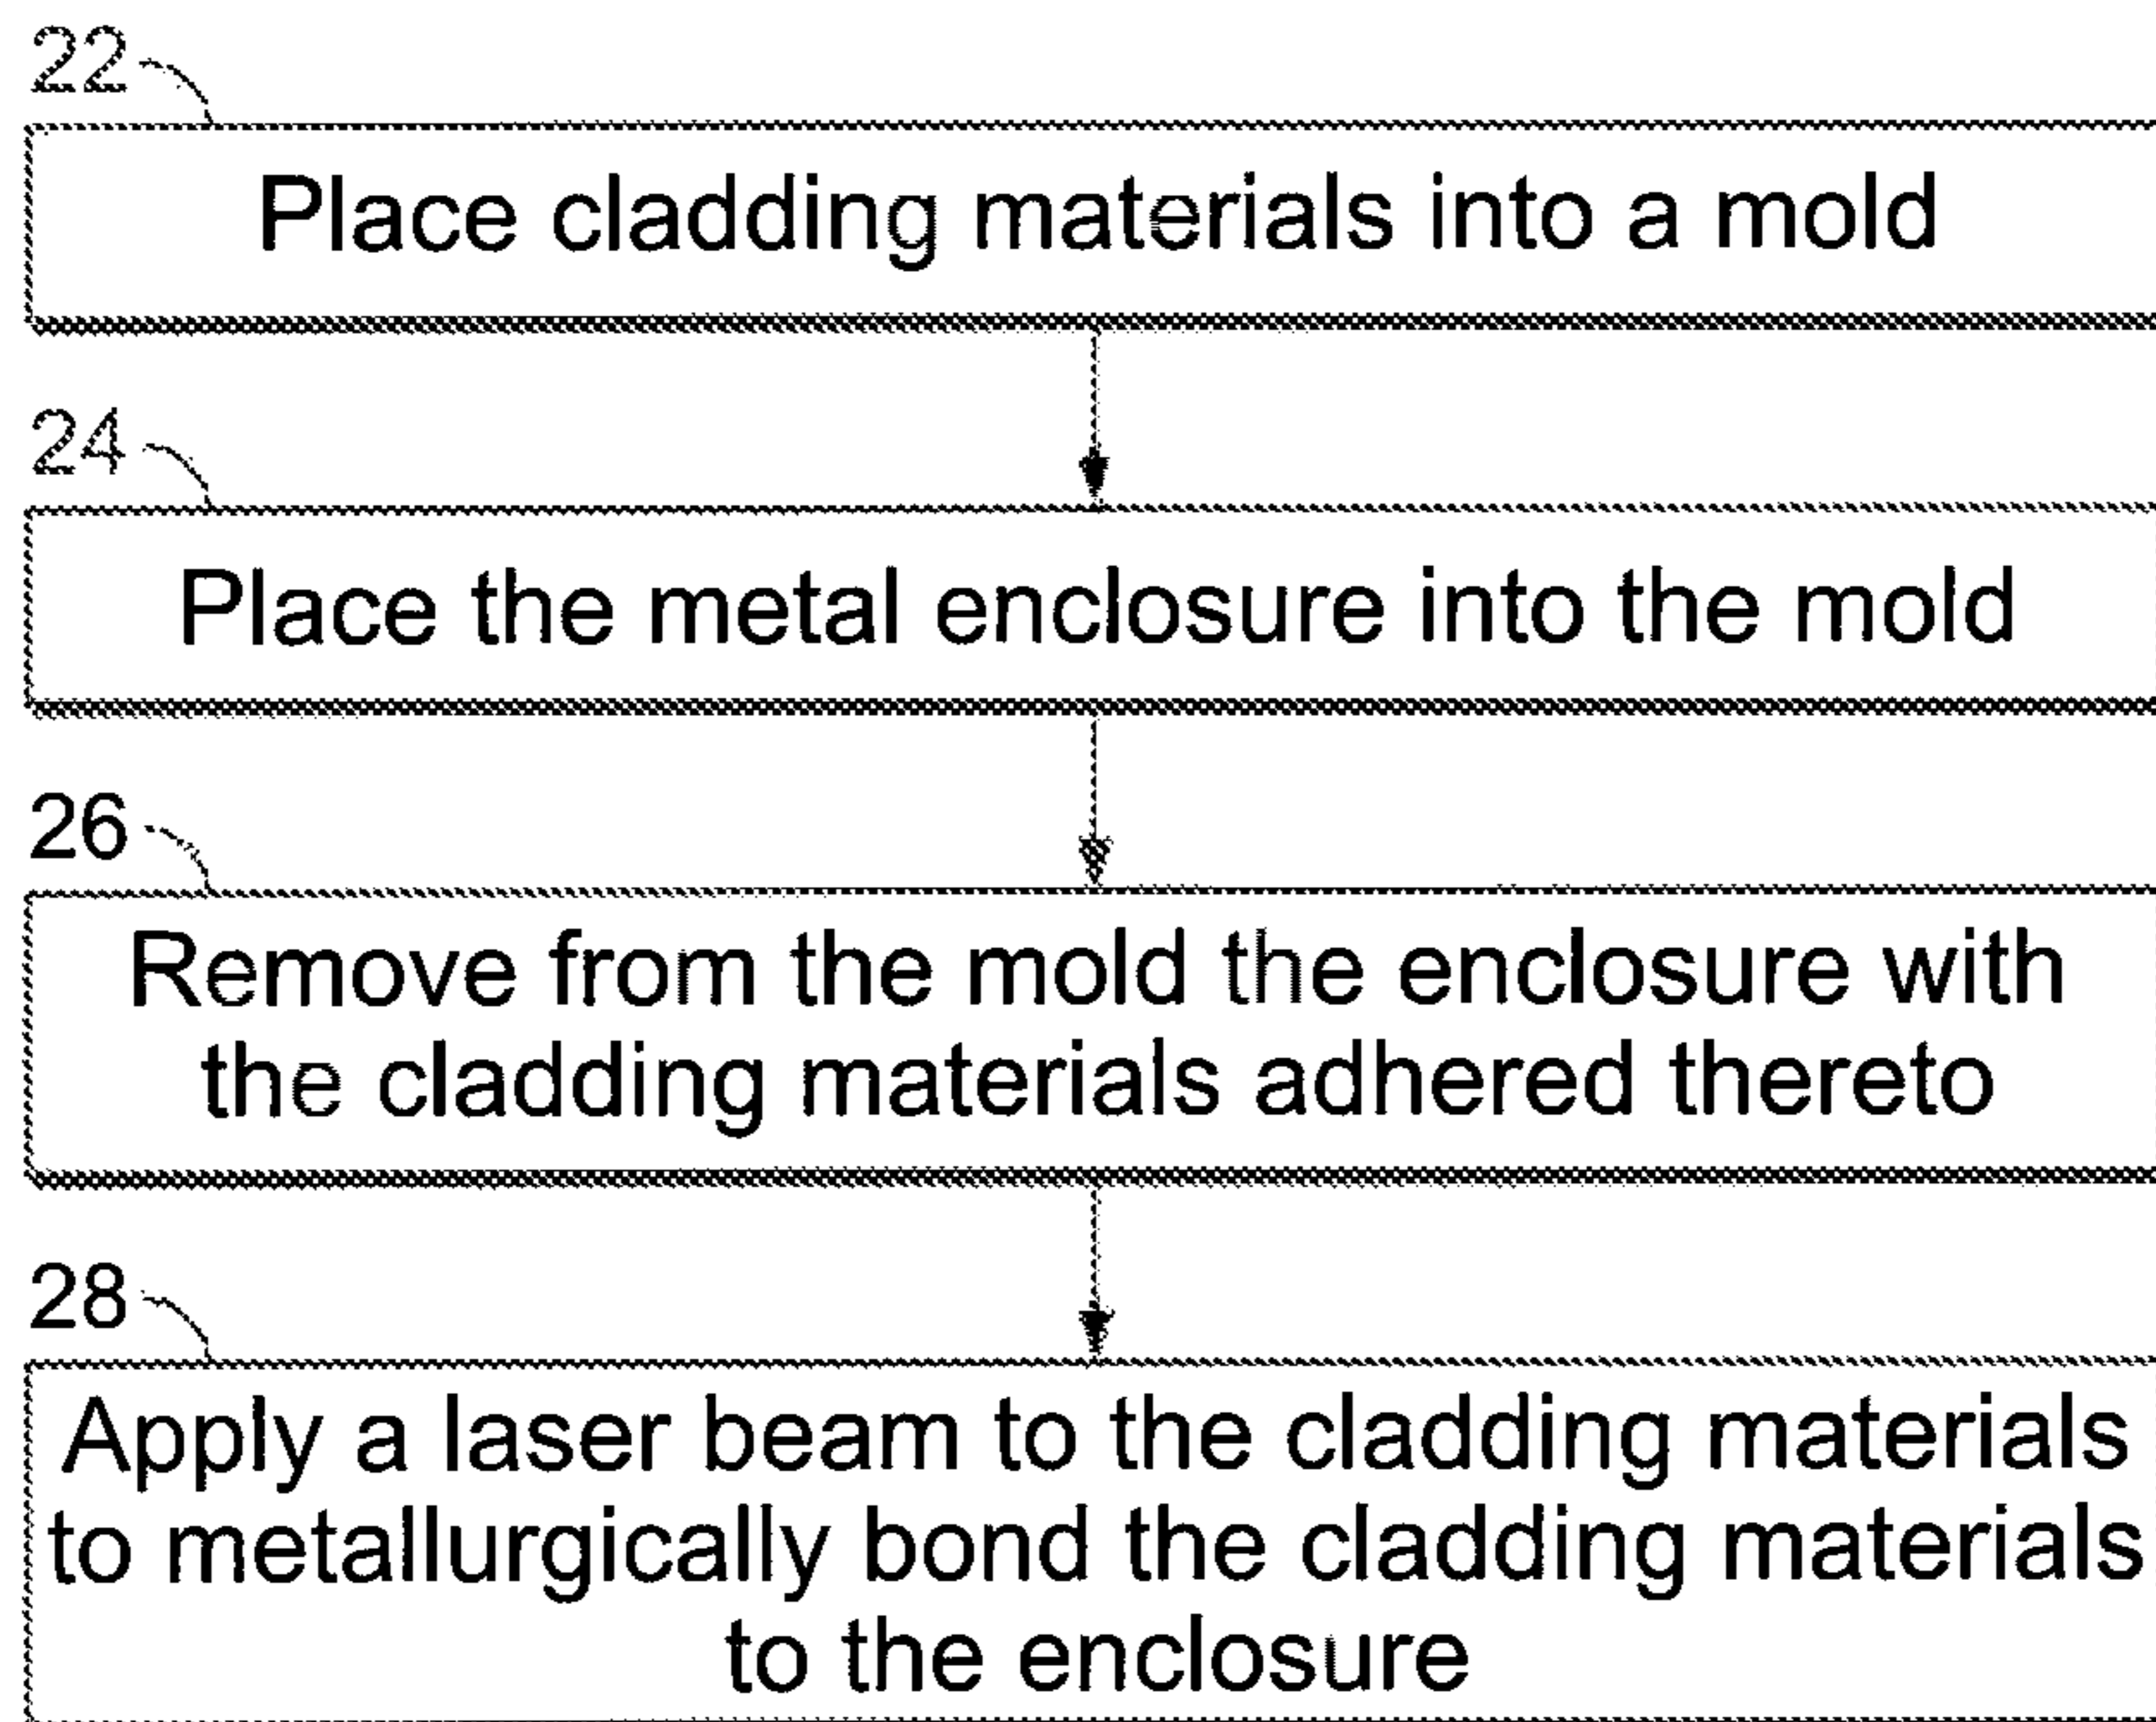 22
Place cladding materials into a mold
24
Place the metal enclosure into the mold
26
Remove from the mold the enclosure with
the cladding materials adhered thereto
28
Apply a laser beam to the cladding materials
to metallurgically bond the cladding materials
to the enclosure